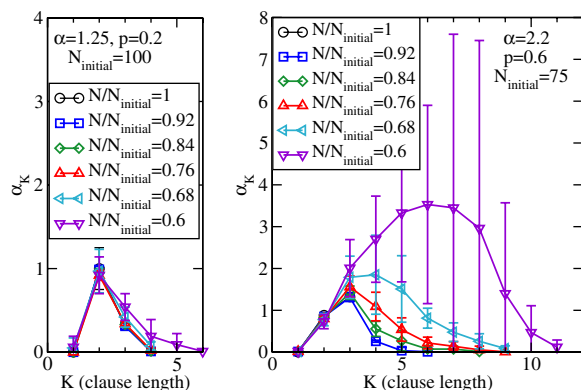 4
3
2
1
0
α_K
0
5
K (clause length)
α=1.25, p=0.2
N_initial=100
N/N_initial=1
N/N_initial=0.92
N/N_initial=0.84
N/N_initial=0.76
N/N_initial=0.68
N/N_initial=0.6
8
7
6
5
4
3
2
1
0
α_K
0
5
10
K (clause length)
α=2.2
p=0.6
N_initial=75
N/N_initial=1
N/N_initial=0.92
N/N_initial=0.84
N/N_initial=0.76
N/N_initial=0.68
N/N_initial=0.6